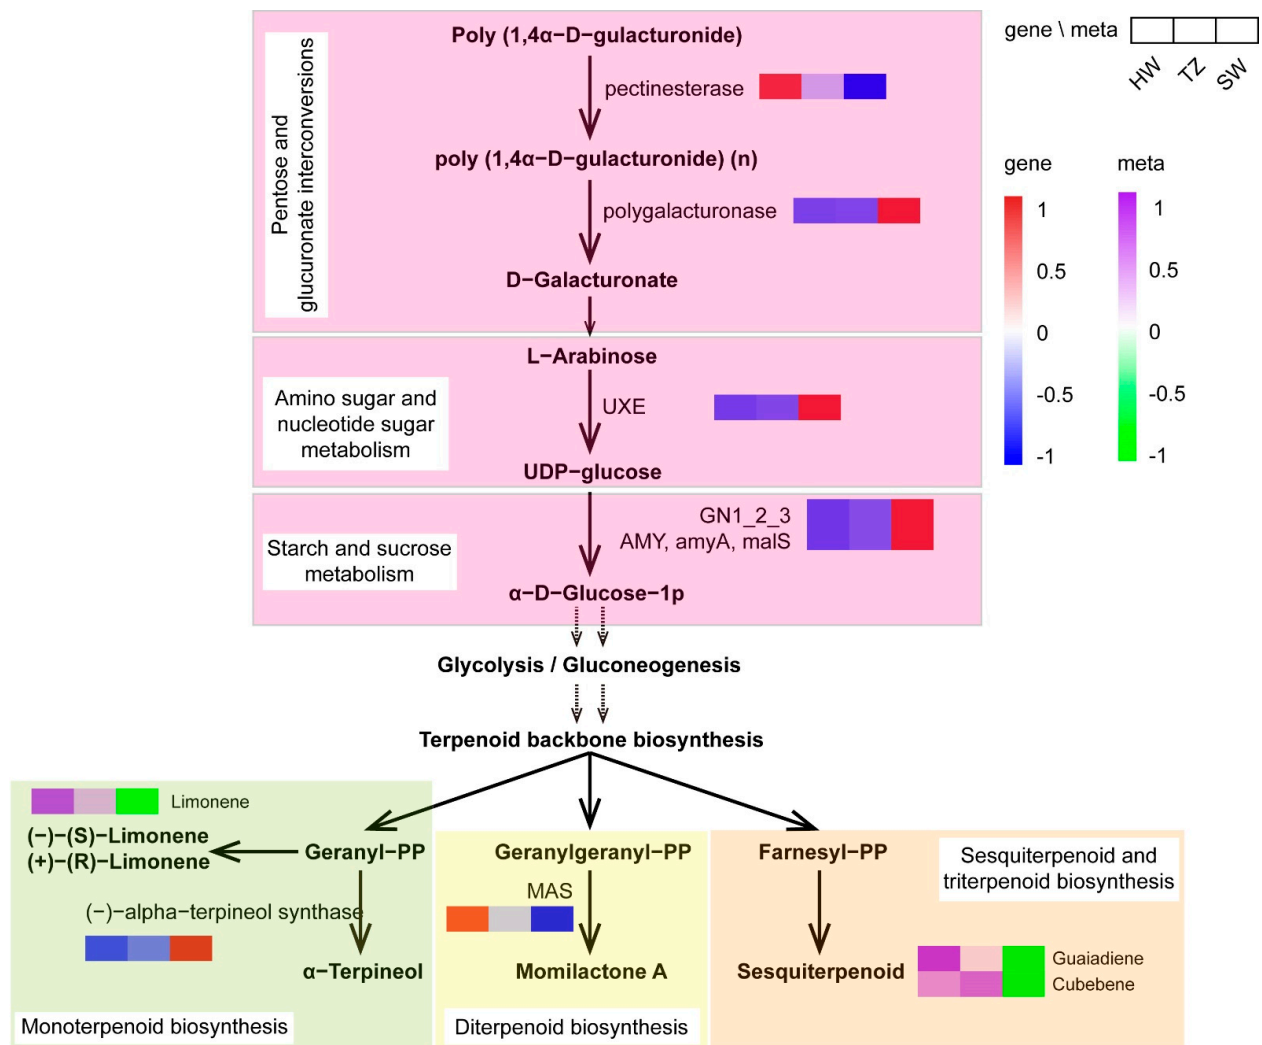 Poly (1,4α−D−gulacturonide)
pectinesterase
poly (1,4α−D−gulacturonide) (n)
polygalacturonase
D−Galacturonate
Pentose and
glucuronate interconversions
gene \ meta
HW
TZ
SW
gene
1
0.5
0
-0.5
-1
meta
1
0.5
0
-0.5
-1
L−Arabinose
Amino sugar and
nucleotide sugar
metabolism
UXE
UDP−glucose
GN1_2_3
AMY, amyA, malS
Starch and sucrose
metabolism
α−D−Glucose−1p
Glycolysis / Gluconeogenesis
Terpenoid backbone biosynthesis
Limonene
(−)−(S)−Limonene
(+)−(R)−Limonene
Geranyl−PP
(−)−alpha−terpineol synthase
α−Terpineol
Monoterpenoid biosynthesis
Geranylgeranyl−PP
MAS
Momilactone A
Diterpenoid biosynthesis
Farnesyl−PP
Sesquiterpenoid and
triterpenoid biosynthesis
Sesquiterpenoid
Guaiadiene
Cubebene